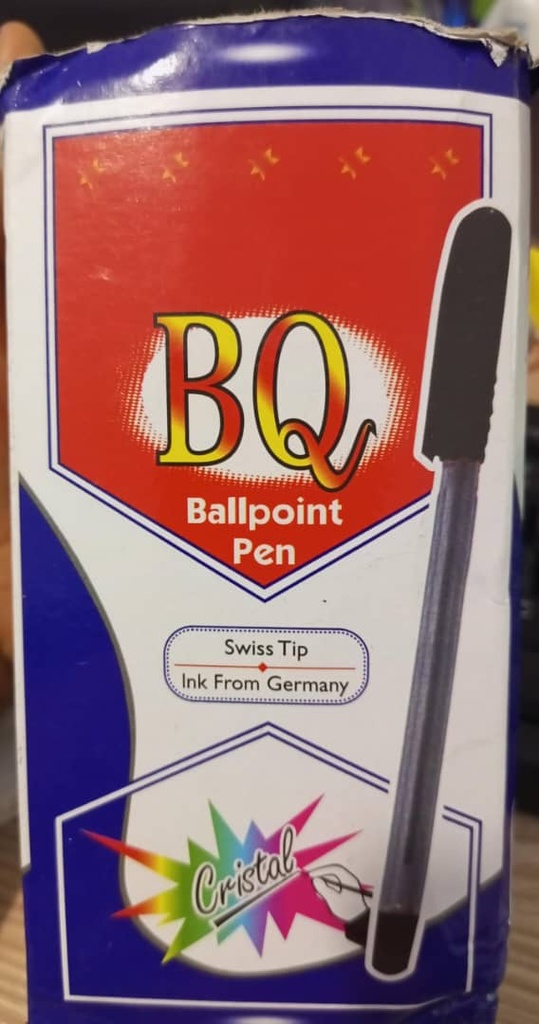 BQ
Ballpoint
Pen
Swiss Tip
Ink From Germany
Cristal